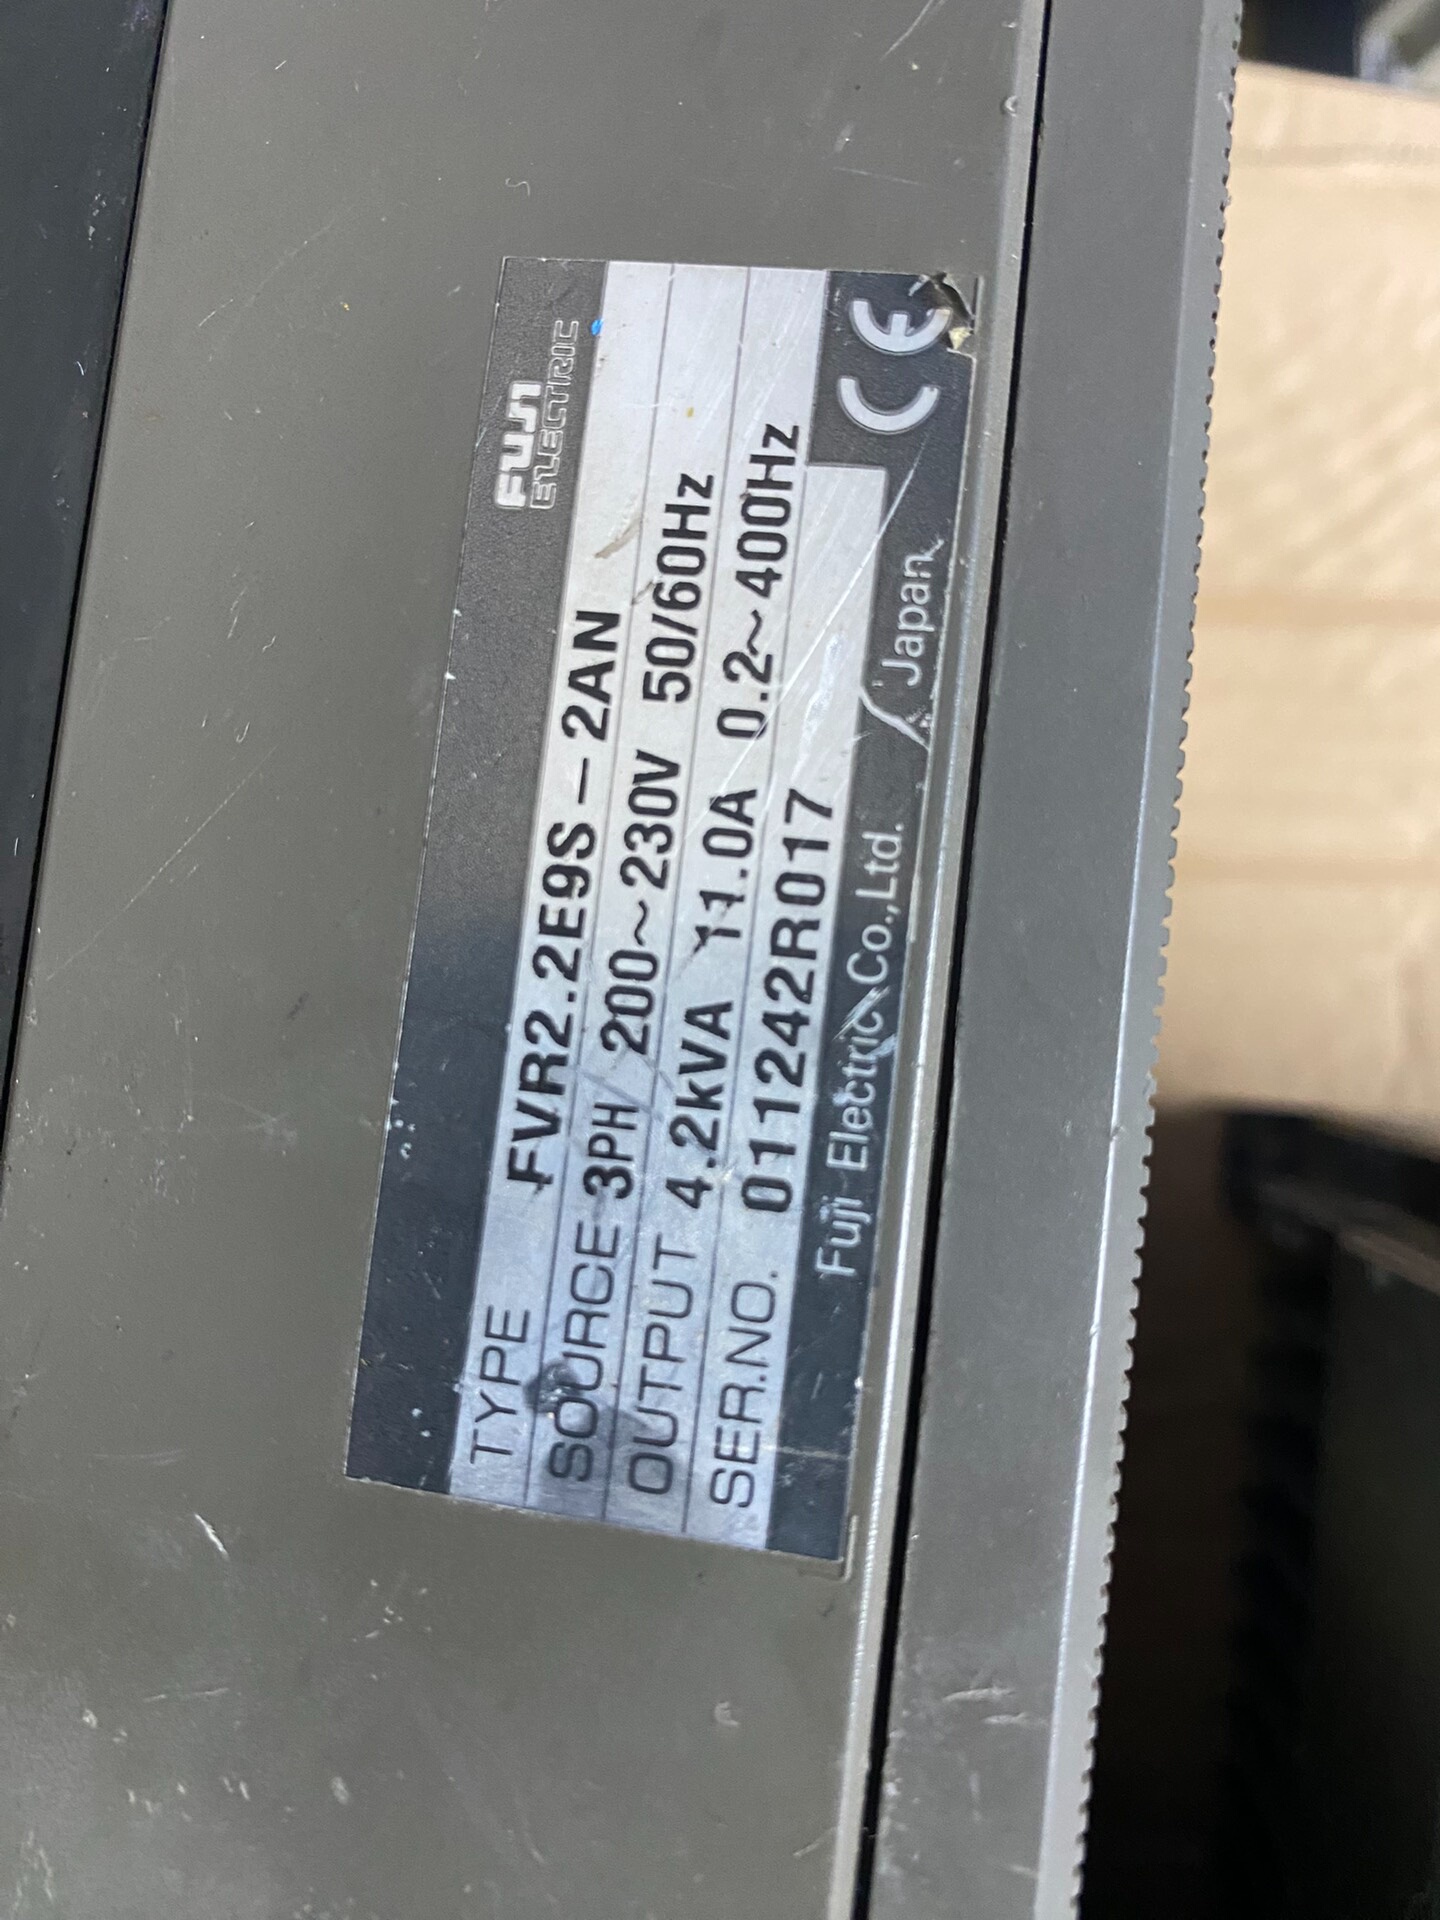 FUJI
ELECTRIC
TYPE FVR2.2E9S-2AN
SOURCE 3PH 200~230V 50/60Hz
OUTPUT 4.2kVA 11.0A 0.2~400Hz
SER.NO. 011242R017
Fuji Electric Co.,Ltd. Japan
CE